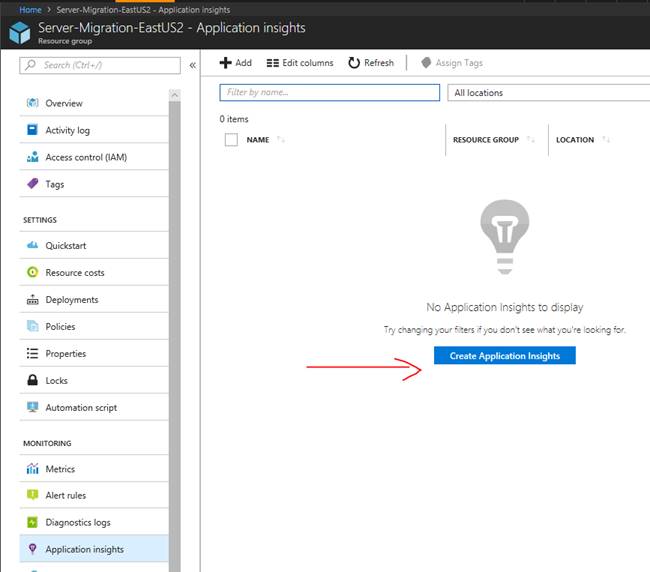 Home > Server-Migration-EastUS2 - Application insights
Server-Migration-EastUS2 - Application insights
Resource group
Search (Ctrl+/)
«
Add
Edit columns
Refresh
Assign Tags
Filter by name...
All locations
0 items
NAME
RESOURCE GROUP
LOCATION
Overview
Activity log
Access control (IAM)
Tags
SETTINGS
Quickstart
Resource costs
Deployments
Policies
Properties
Locks
Automation script
MONITORING
Metrics
Alert rules
Diagnostics logs
Application insights
No Application Insights to display
Try changing your filters if you don't see what you're looking for.
Create Application Insights